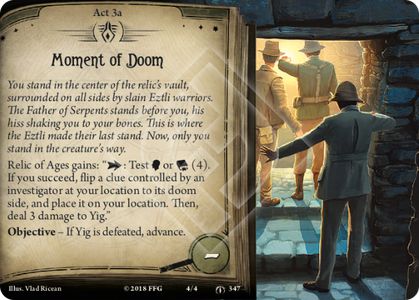 Act 3a
Moment of Doom
You stand in the center of the relic's vault,
surrounded on all sides by slain Eztli warriors.
The Father of Serpents stands before you, his
hiss shaking you to your bones. This is where
the Eztli made their last stand. Now, only you
stand in the creature's way.
Relic of Ages gains: " : Test or (4).
If you succeed, flip a clue controlled by an
investigator at your location to its doom
side, and place it on your location. Then,
deal 3 damage to Yig."
Objective – If Yig is defeated, advance.
–
Illus. Vlad Ricean
© 2018 FFG
4/4
347